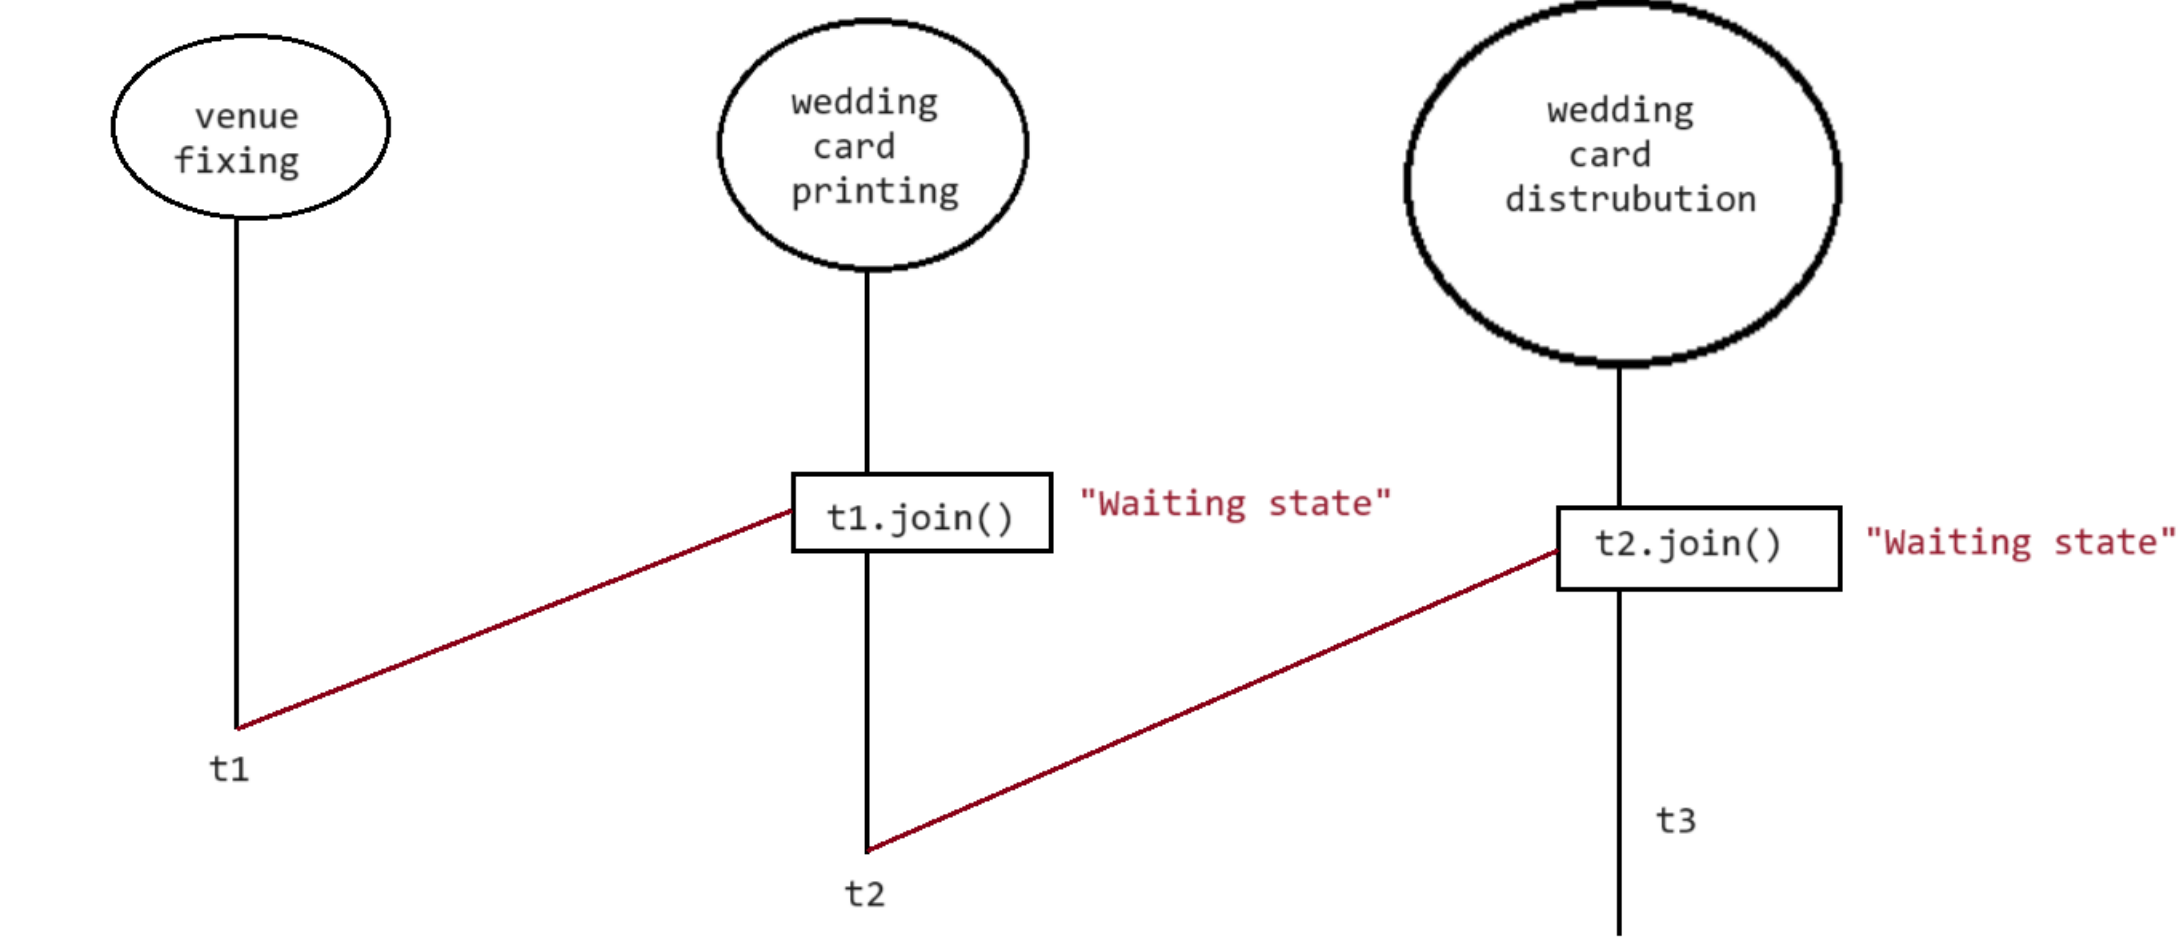 venue
fixing
wedding
card
printing
wedding
card
distrubution
t1.join()
"Waiting state"
t2.join()
"Waiting state"
t1
t2
t3